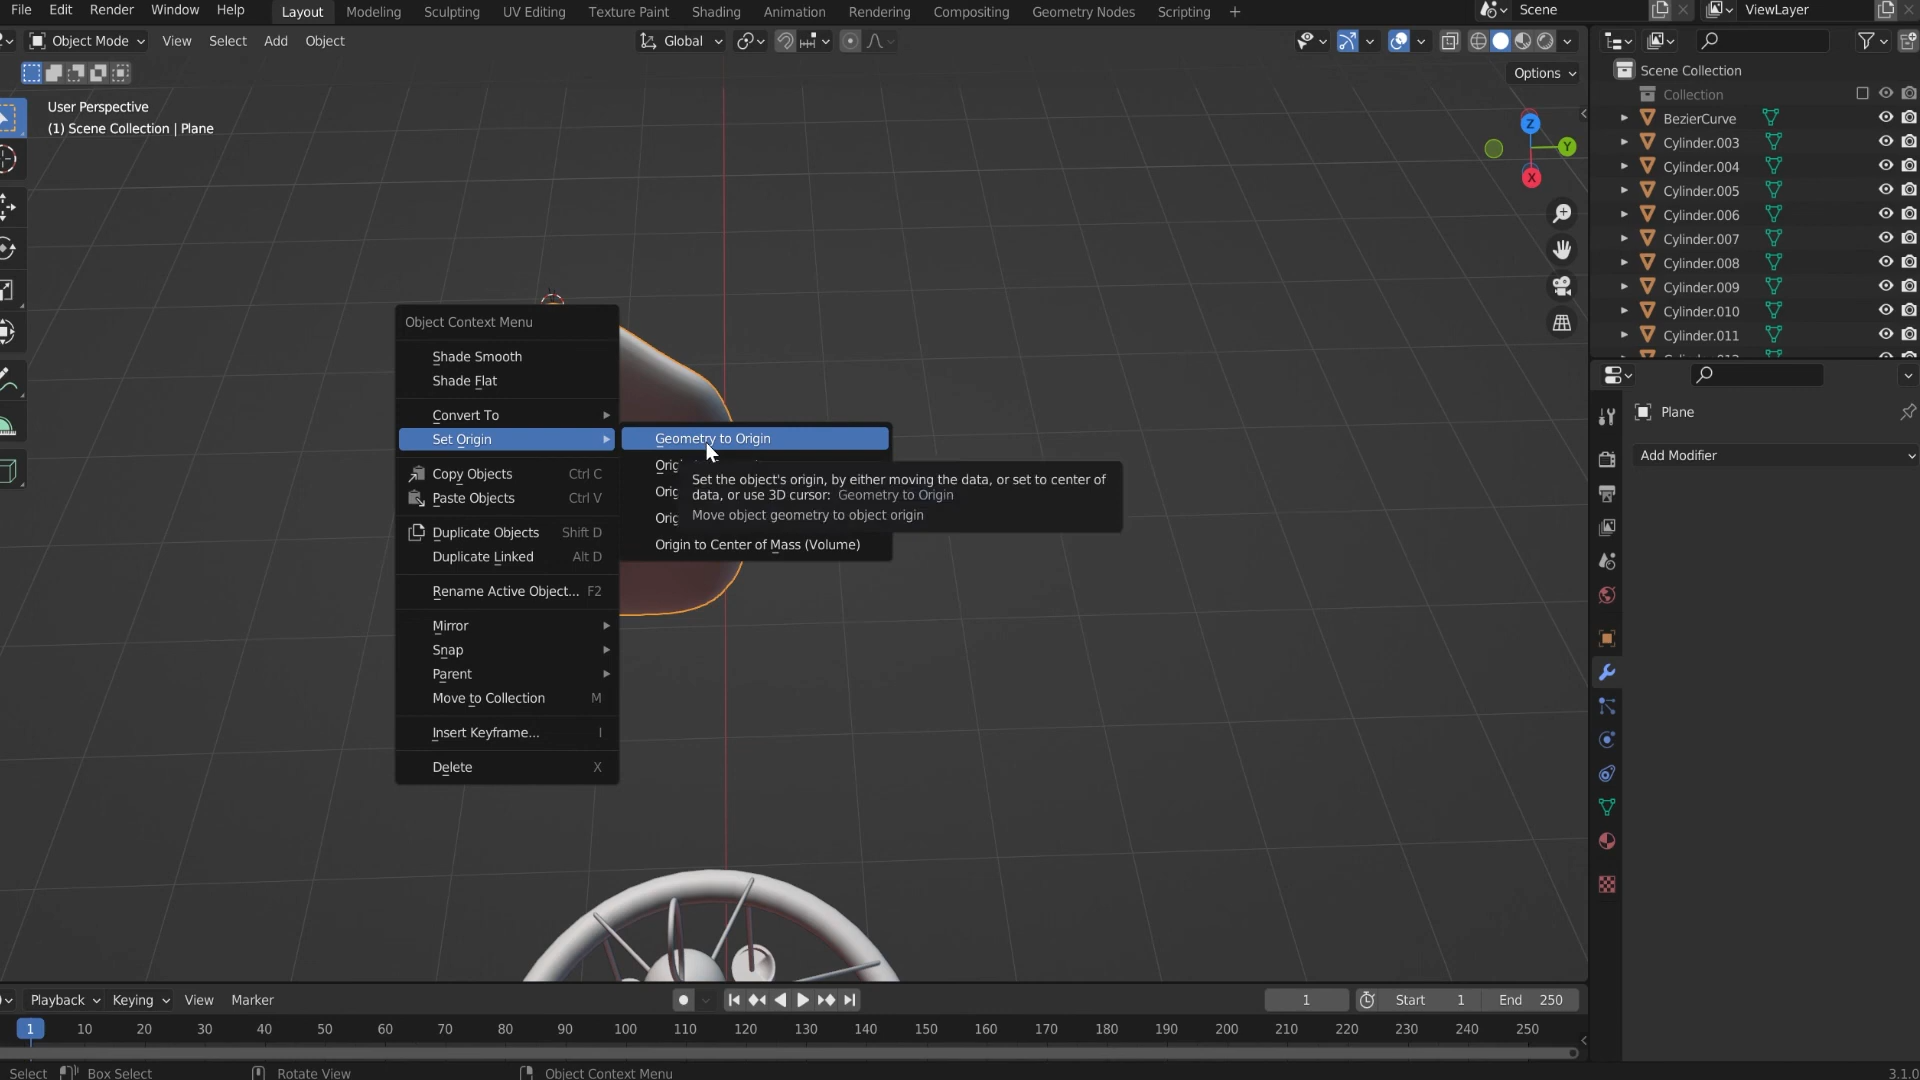 File Edit Render Window Help Layout Modeling Sculpting UV Editing Texture Paint Shading Animation Rendering Compositing Geometry Nodes Scripting + Scene ViewLayer
Object Mode View Select Add Object Global
Options
User Perspective
(1) Scene Collection | Plane
Z
Y
X
Object Context Menu
Shade Smooth
Shade Flat
Convert To
Set Origin
Copy Objects Ctrl C
Paste Objects Ctrl V
Duplicate Objects Shift D
Duplicate Linked Alt D
Rename Active Object... F2
Mirror
Snap
Parent
Move to Collection M
Insert Keyframe... I
Delete X
Geometry to Origin
Origin to Center of Mass (Volume)
Set the object's origin, by either moving the data, or set to center of
data, or use 3D cursor: Geometry to Origin
Move object geometry to object origin
Scene Collection
Collection
BezierCurve
Cylinder.003
Cylinder.004
Cylinder.005
Cylinder.006
Cylinder.007
Cylinder.008
Cylinder.009
Cylinder.010
Cylinder.011
Plane
Add Modifier
Playback Keying View Marker 1 Start 1 End 250
1 10 20 30 40 50 60 70 80 90 100 110 120 130 140 150 160 170 180 190 200 210 220 230 240 250
Select Box Select Rotate View Object Context Menu 3.1.0